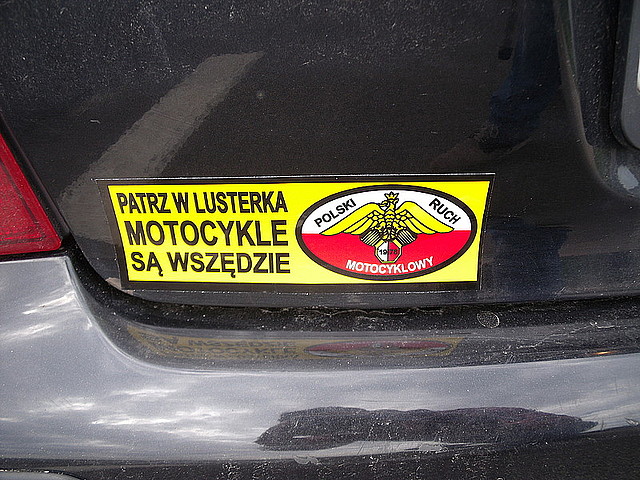 PATRZ W LUSTERKA
MOTOCYKLE
SĄ WSZĘDZIE
POLSKI RUCH
MOTOCYKLOWY